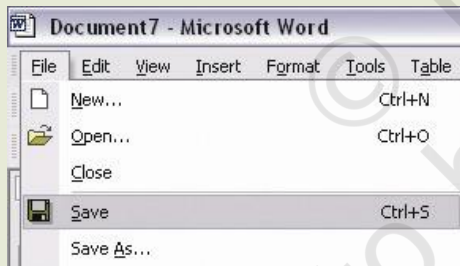 Document7 - Microsoft Word
File Edit View Insert Format Tools Table
New... Ctrl+N
Open... Ctrl+O
Close
Save Ctrl+S
Save As...